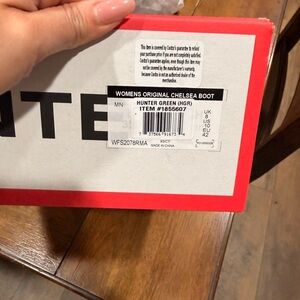 This item is covered by Costco's guarantee to refund
your purchase price if you are not completely satisfied.
Costco's guarantee applies, even though this item may
not be covered by the manufacturer's warranty,
because Costco is not an authorized dealer of the
merchandise.
WOMENS ORIGINAL CHELSEA BOOT
MN
HUNTER GREEN (HGR)
ITEM #1855607
UK
8
US
10
EU
42
WFS2078RMA
MADE IN CHINA
NTE